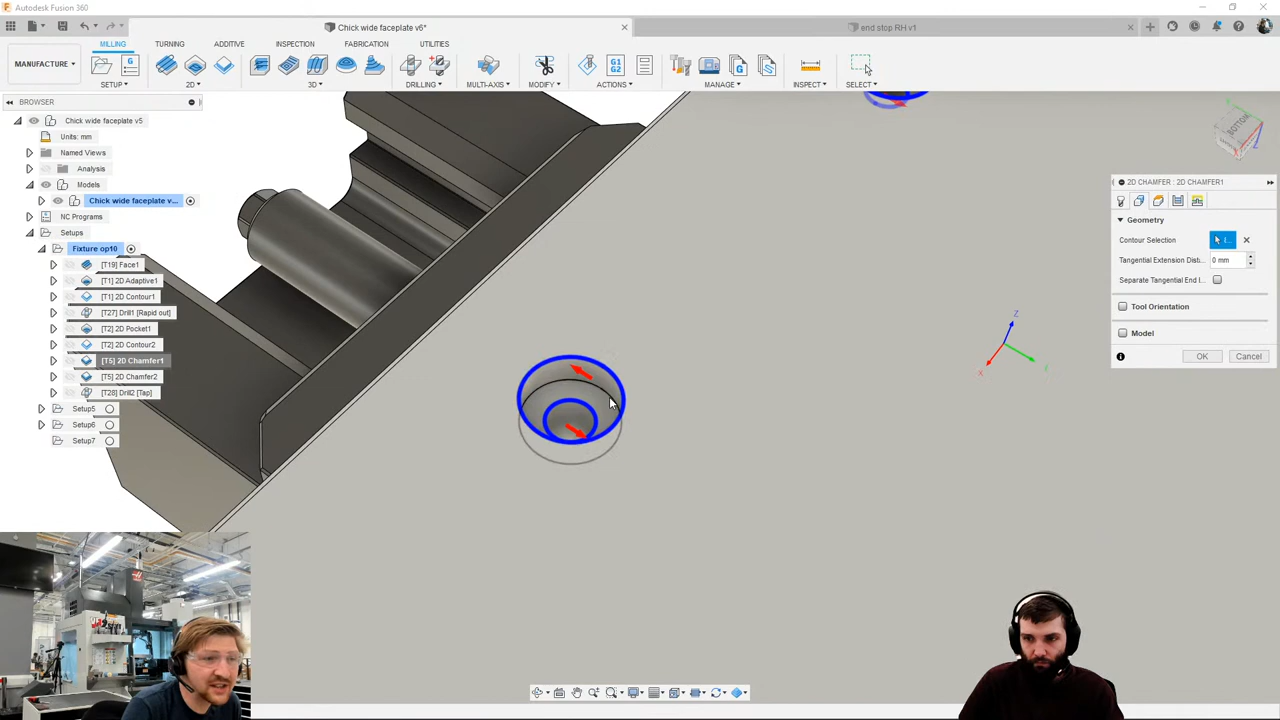 Autodesk Fusion 360
Chick wide faceplate v6*
end stop RH v1
MANUFACTURE
MILLING TURNING ADDITIVE INSPECTION FABRICATION UTILITIES
G1 G2
SETUP 2D 3D DRILLING MULTI-AXIS MODIFY ACTIONS MANAGE INSPECT SELECT
BROWSER
Chick wide faceplate v5
Units: mm
Named Views
Analysis
Models
Chick wide faceplate v...
NC Programs
Setups
Fixture op10
[T19] Face1
[T1] 2D Adaptive1
[T1] 2D Contour1
[T27] Drill1 [Rapid out]
[T2] 2D Pocket1
[T2] 2D Contour2
[T5] 2D Chamfer1
[T5] 2D Chamfer2
[T28] Drill2 [Tap]
Setup5
Setup6
Setup7
BOTTOM
2D CHAMFER : 2D CHAMFER1
Geometry
Contour Selection
Tangential Extension Dist... 0 mm
Separate Tangential End I...
Tool Orientation
Model
OK Cancel
Z
X
Y